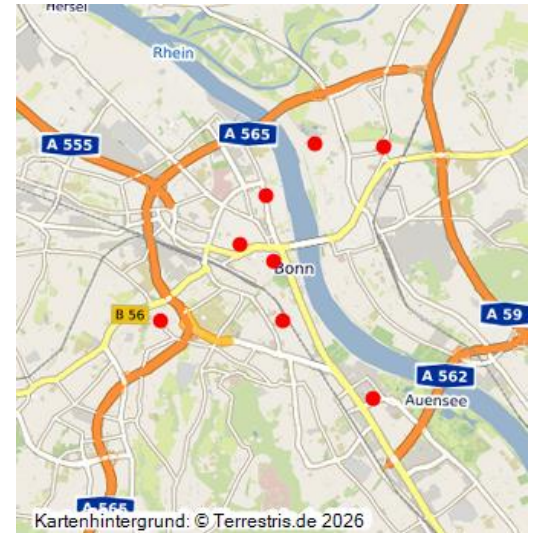 Hersel
Rhein
A 565
A 555
Bonn
B 56
A 59
A 562
Auensee
A 565
Kartenhintergrund: © Terrestris.de 2026